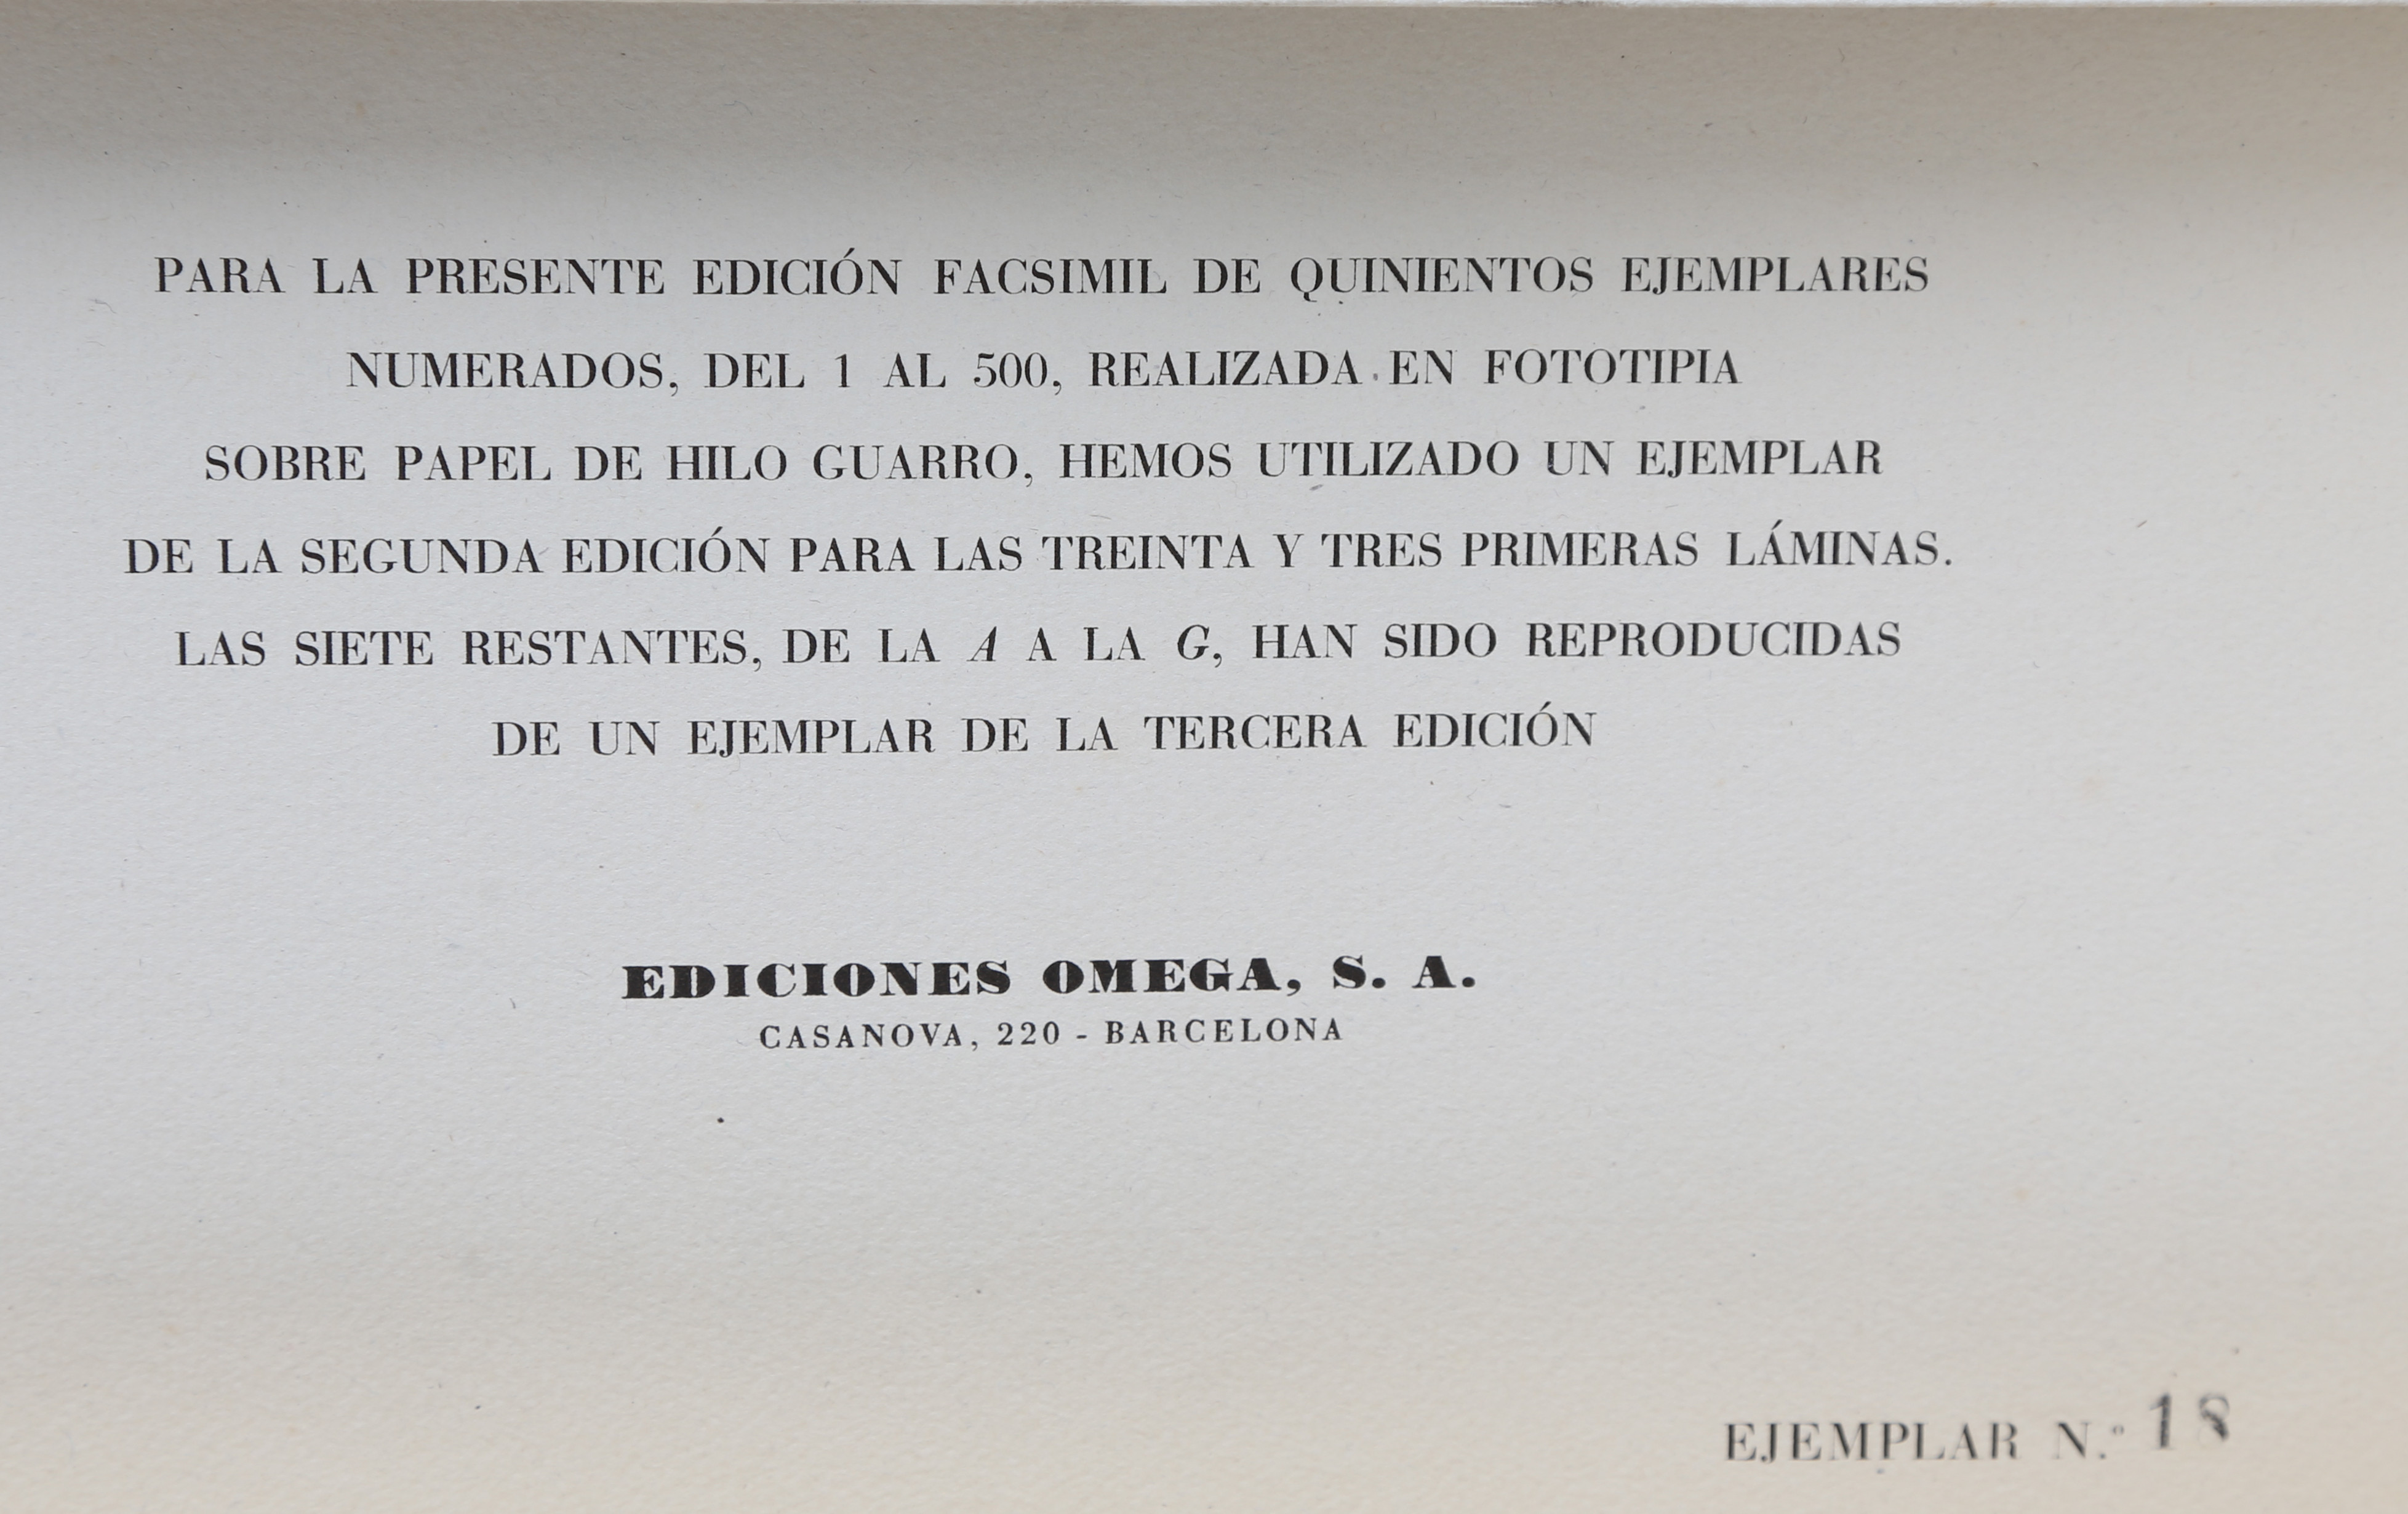 PARA LA PRESENTE EDICIÓN FACSIMIL DE QUINIENTOS EJEMPLARES
NUMERADOS, DEL 1 AL 500, REALIZADA EN FOTOTIPIA
SOBRE PAPEL DE HILO GUARRO, HEMOS UTILIZADO UN EJEMPLAR
DE LA SEGUNDA EDICIÓN PARA LAS TREINTA Y TRES PRIMERAS LÁMINAS.
LAS SIETE RESTANTES, DE LA A A LA G, HAN SIDO REPRODUCIDAS
DE UN EJEMPLAR DE LA TERCERA EDICIÓN
EDICIONES OMEGA, S. A.
CASANOVA, 220 - BARCELONA
EJEMPLAR N.º 18